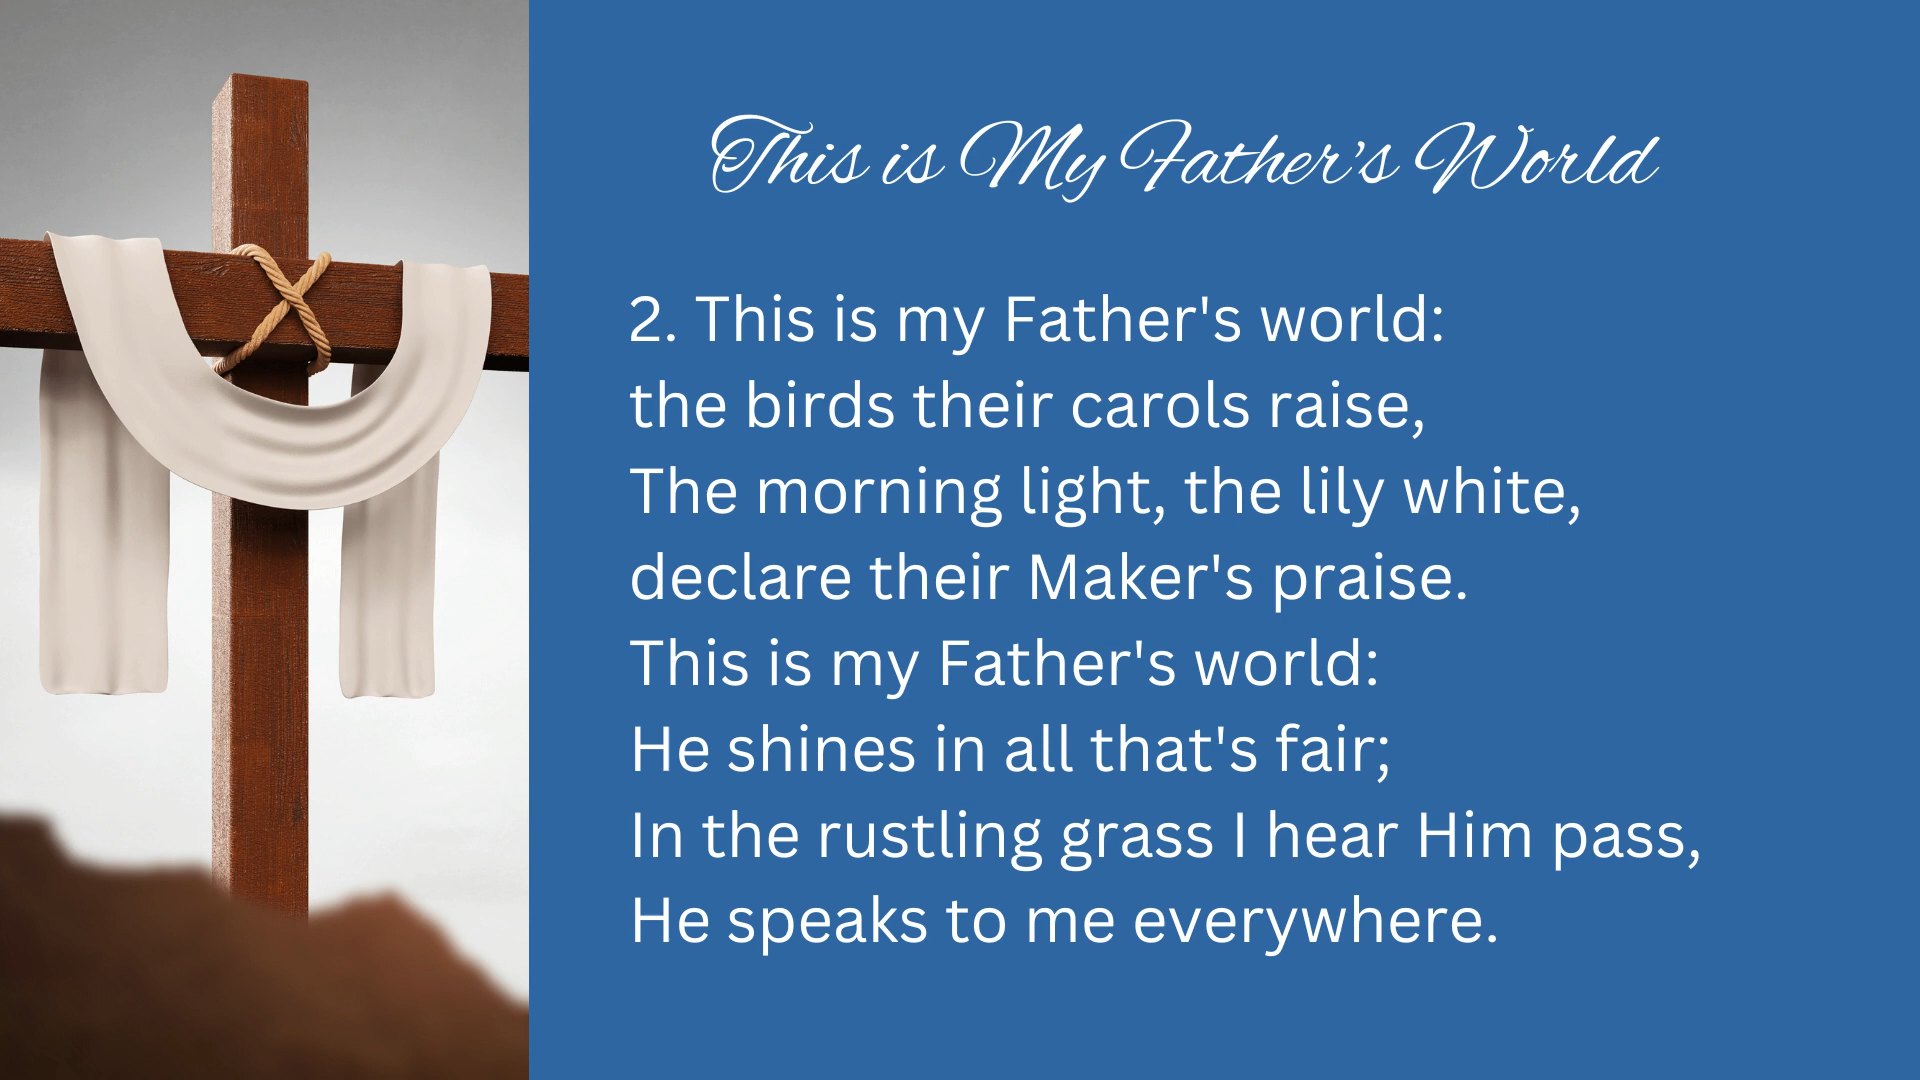 This is My Father's World
2. This is my Father's world:
the birds their carols raise,
The morning light, the lily white,
declare their Maker's praise.
This is my Father's world:
He shines in all that's fair;
In the rustling grass I hear Him pass,
He speaks to me everywhere.